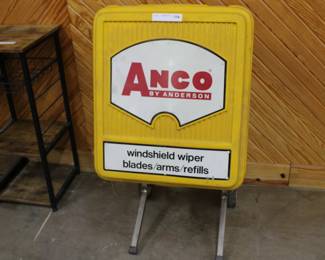 ANCO
BY ANDERSON
windshield wiper
blades/arms/refills